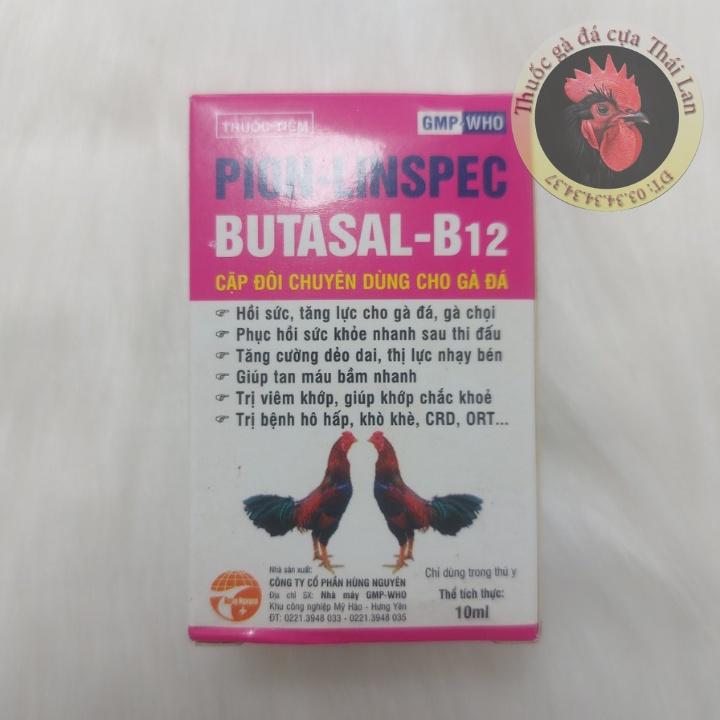 Thuốc gà đá cựa Thái Lan
ĐT: 03.34.34.34.37
THUỐC TIÊM
GMP-WHO
PION-LINSPEC
BUTASAL-B12
CẶP ĐÔI CHUYÊN DÙNG CHO GÀ ĐÁ
☞ Hồi sức, tăng lực cho gà đá, gà chọi
☞ Phục hồi sức khỏe nhanh sau thi đấu
☞ Tăng cường dẻo dai, thị lực nhạy bén
☞ Giúp tan máu bầm nhanh
☞ Trị viêm khớp, giúp khớp chắc khoẻ
☞ Trị bệnh hô hấp, khò khè, CRD, ORT...
Nhà sản xuất:
CÔNG TY CỔ PHẦN HÙNG NGUYÊN
Địa chỉ SX: Nhà máy GMP-WHO
Khu công nghiệp Mỹ Hào - Hưng Yên
ĐT: 0221.3948 033 - 0221.3948 035
Chỉ dùng trong thú y
Thể tích thực:
10ml